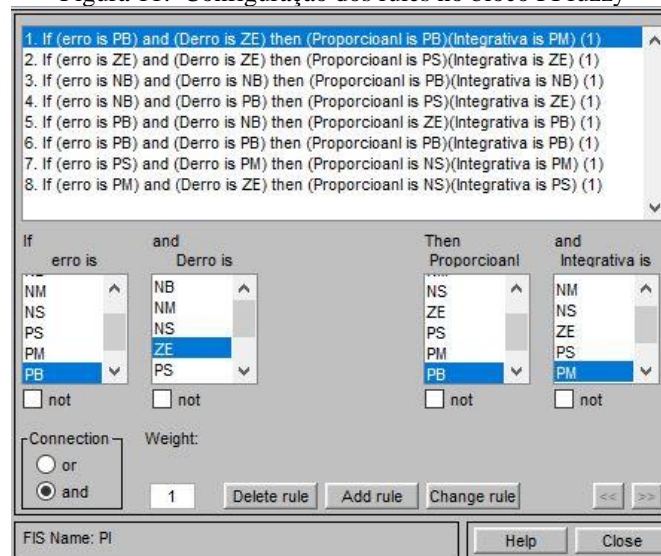 Figura 11: Configuração dos rules no bloco PI fuzzy
1. If (erro is PB) and (Derro is ZE) then (Proporcioanl is PB)(Integrativa is PM) (1)
2. If (erro is ZE) and (Derro is ZE) then (Proporcioanl is PS)(Integrativa is ZE) (1)
3. If (erro is NB) and (Derro is NB) then (Proporcioanl is PB)(Integrativa is NB) (1)
4. If (erro is NB) and (Derro is PB) then (Proporcioanl is PS)(Integrativa is ZE) (1)
5. If (erro is PB) and (Derro is NB) then (Proporcioanl is ZE)(Integrativa is PB) (1)
6. If (erro is PB) and (Derro is PB) then (Proporcioanl is PB)(Integrativa is PB) (1)
7. If (erro is PS) and (Derro is PM) then (Proporcioanl is NS)(Integrativa is PM) (1)
8. If (erro is PM) and (Derro is ZE) then (Proporcioanl is NS)(Integrativa is PS) (1)
If and Then and
erro is Derro is Proporcioanl Integrativa is
NM
NS
PS
PM
PB
NB
NM
NS
ZE
PS
NS
ZE
PS
PM
PB
NM
NS
ZE
PS
PM
not not not not
Connection
or
and
Weight:
1
Delete rule Add rule Change rule << >>
FIS Name: PI
Help Close